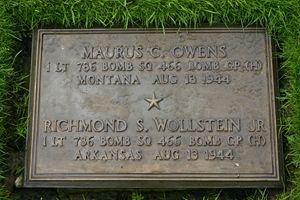 MAURUS C. OWENS
1 LT 786 BOMB SQ 466 BOMB GP (H)
MONTANA AUG 13 1944
RICHMOND S. WOLLSTEIN JR
1 LT 786 BOMB SQ 466 BOMB GP (H)
ARKANSAS AUG 13 1944